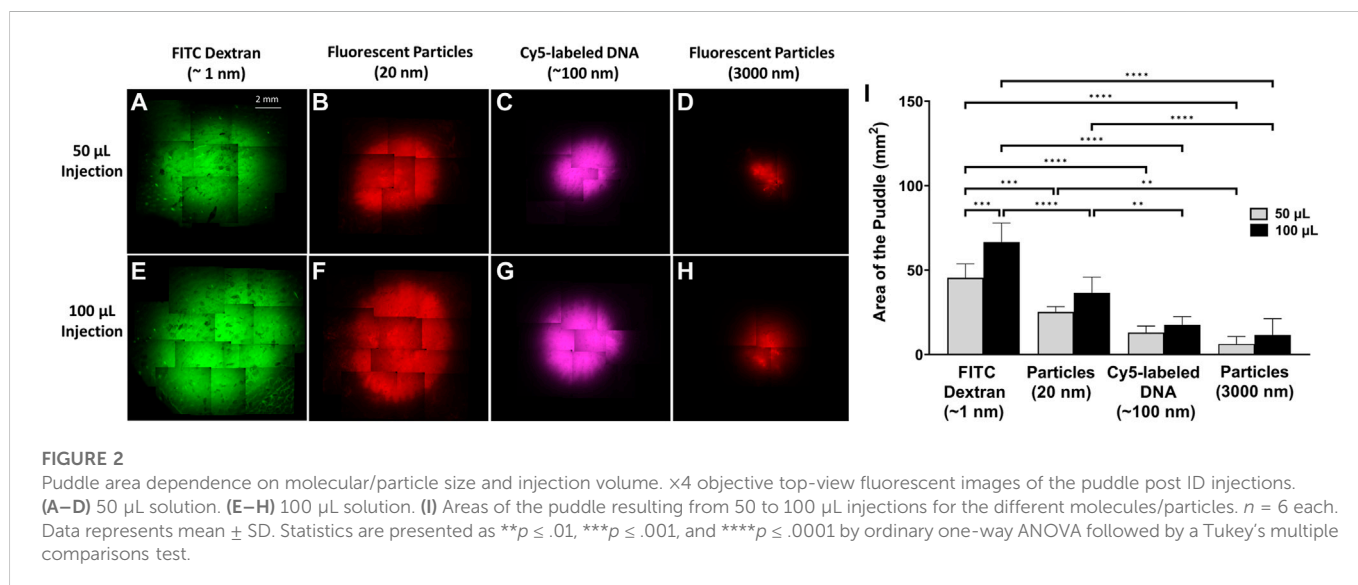 FITC Dextran
(~ 1 nm)
Fluorescent Particles
(20 nm)
Cy5-labeled DNA
(~100 nm)
Fluorescent Particles
(3000 nm)
50 µL
Injection
A
2 mm
B
C
D
100 µL
Injection
E
F
G
H
I
Area of the Puddle (mm²)
150
100
50
0
****
****
****
****
****
*** **
*** **** **
50 µL
100 µL
FITC
Dextran
(~1 nm)
Particles
(20 nm)
Cy5-labeled
DNA
(~100 nm)
Particles
(3000 nm)
FIGURE 2
Puddle area dependence on molecular/particle size and injection volume. ×4 objective top-view fluorescent images of the puddle post ID injections.
(A–D) 50 µL solution. (E–H) 100 µL solution. (I) Areas of the puddle resulting from 50 to 100 µL injections for the different molecules/particles. n = 6 each.
Data represents mean ± SD. Statistics are presented as **p ≤ .01, ***p ≤ .001, and ****p ≤ .0001 by ordinary one-way ANOVA followed by a Tukey's multiple
comparisons test.